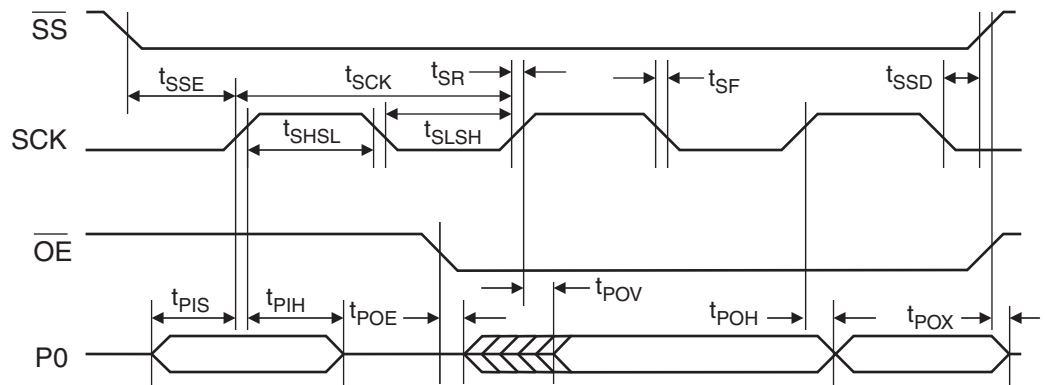 SS
tSSE
tSCK
tSR
tSF
tSSD
SCK
tSHSL
tSLSH
OE
tPIS
tPIH
tPOE
tPOV
tPOH
tPOX
P0